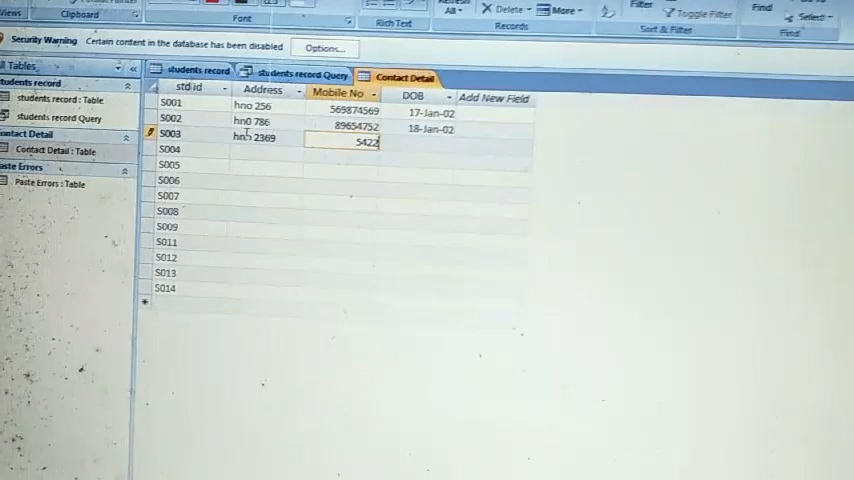 Views
Clipboard
Font
Rich Text
All
Delete
More
Records
Filter
Toggle Filter
Sort & Filter
Find
Select
Find
Security Warning Certain content in the database has been disabled Options...
All Tables
students record
students record : Table
students record Query
Contact Detail
Contact Detail : Table
Paste Errors
Paste Errors : Table
students record students record Query Contact Detail
std id Address Mobile No DOB Add New Field
S001 hno 256 569874569 17-Jan-02
S002 hn0 786 89654752 18-Jan-02
S003 2369 5422
S004
S005
S006
S007
S008
S009
S011
S012
S013
S014